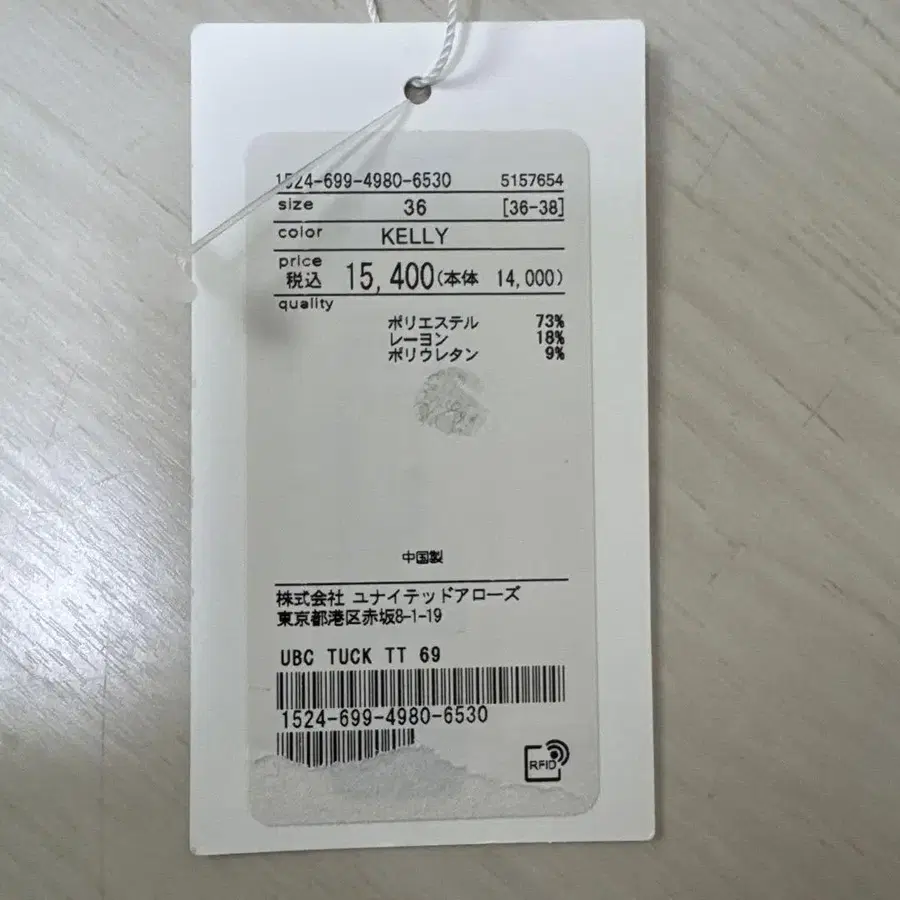 1524-699-4980-6530 5157654
size 36 [36-38]
color KELLY
price
税込 15,400(本体 14,000)
quality
ポリエステル 73%
レーヨン 18%
ポリウレタン 9%
中国製
株式会社 ユナイテッドアローズ
東京都港区赤坂8-1-19
UBC TUCK TT 69
1524-699-4980-6530
RFID